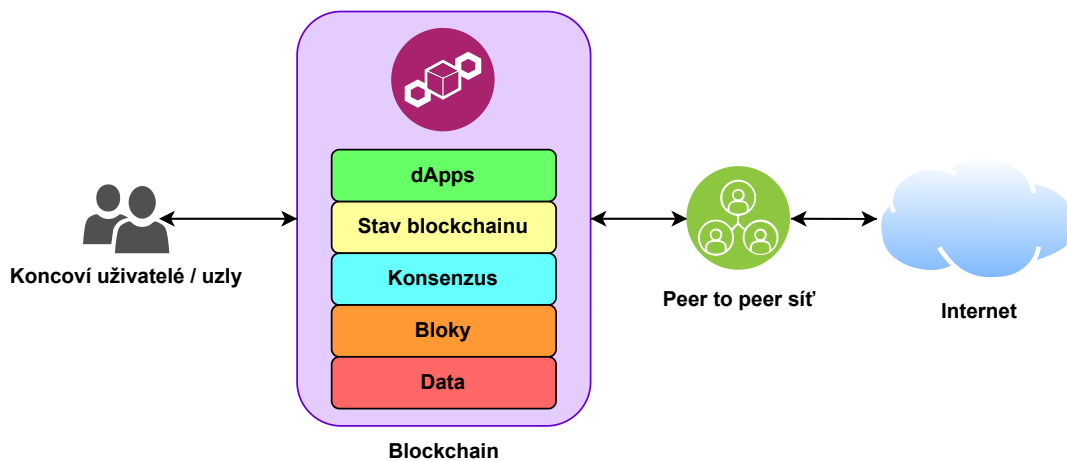 dApps
Stav blockchainu
Konsenzus
Bloky
Data
Koncoví uživatelé / uzly
Blockchain
Peer to peer síť
Internet